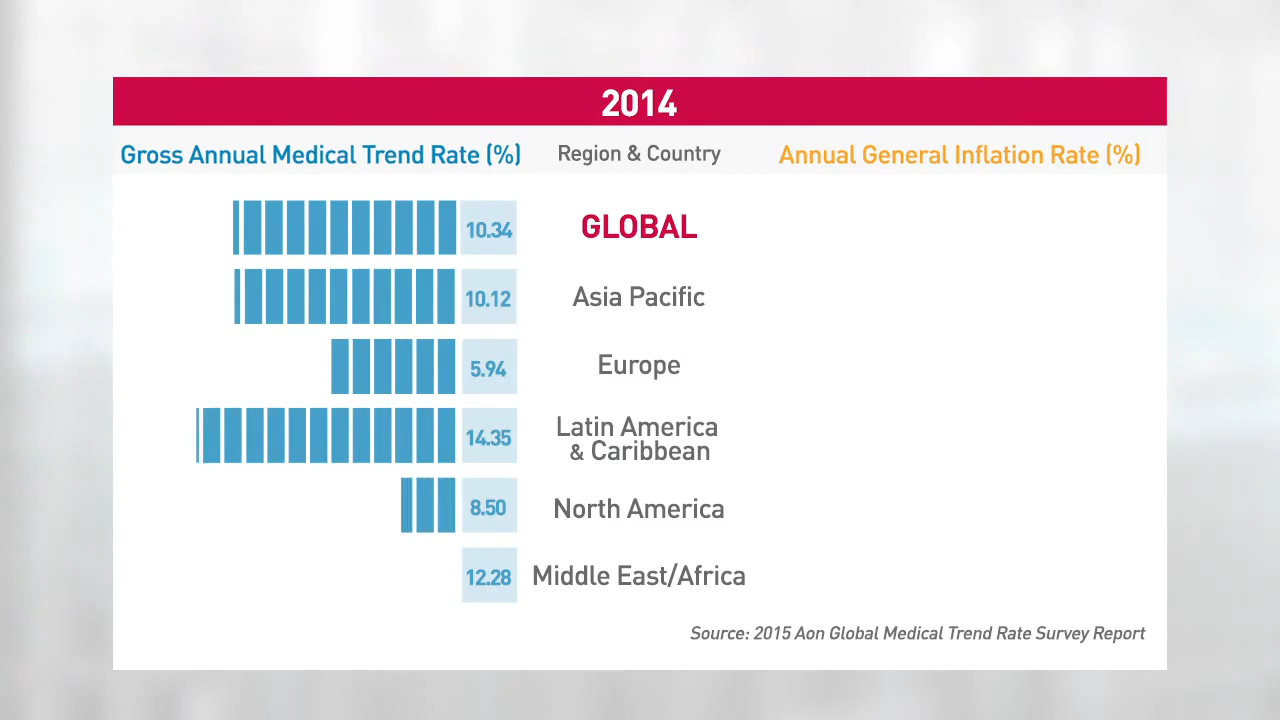 2014
Gross Annual Medical Trend Rate (%)
Region & Country
Annual General Inflation Rate (%)
10.34
GLOBAL
10.12
Asia Pacific
5.94
Europe
14.35
Latin America
& Caribbean
8.50
North America
12.28
Middle East/Africa
Source: 2015 Aon Global Medical Trend Rate Survey Report